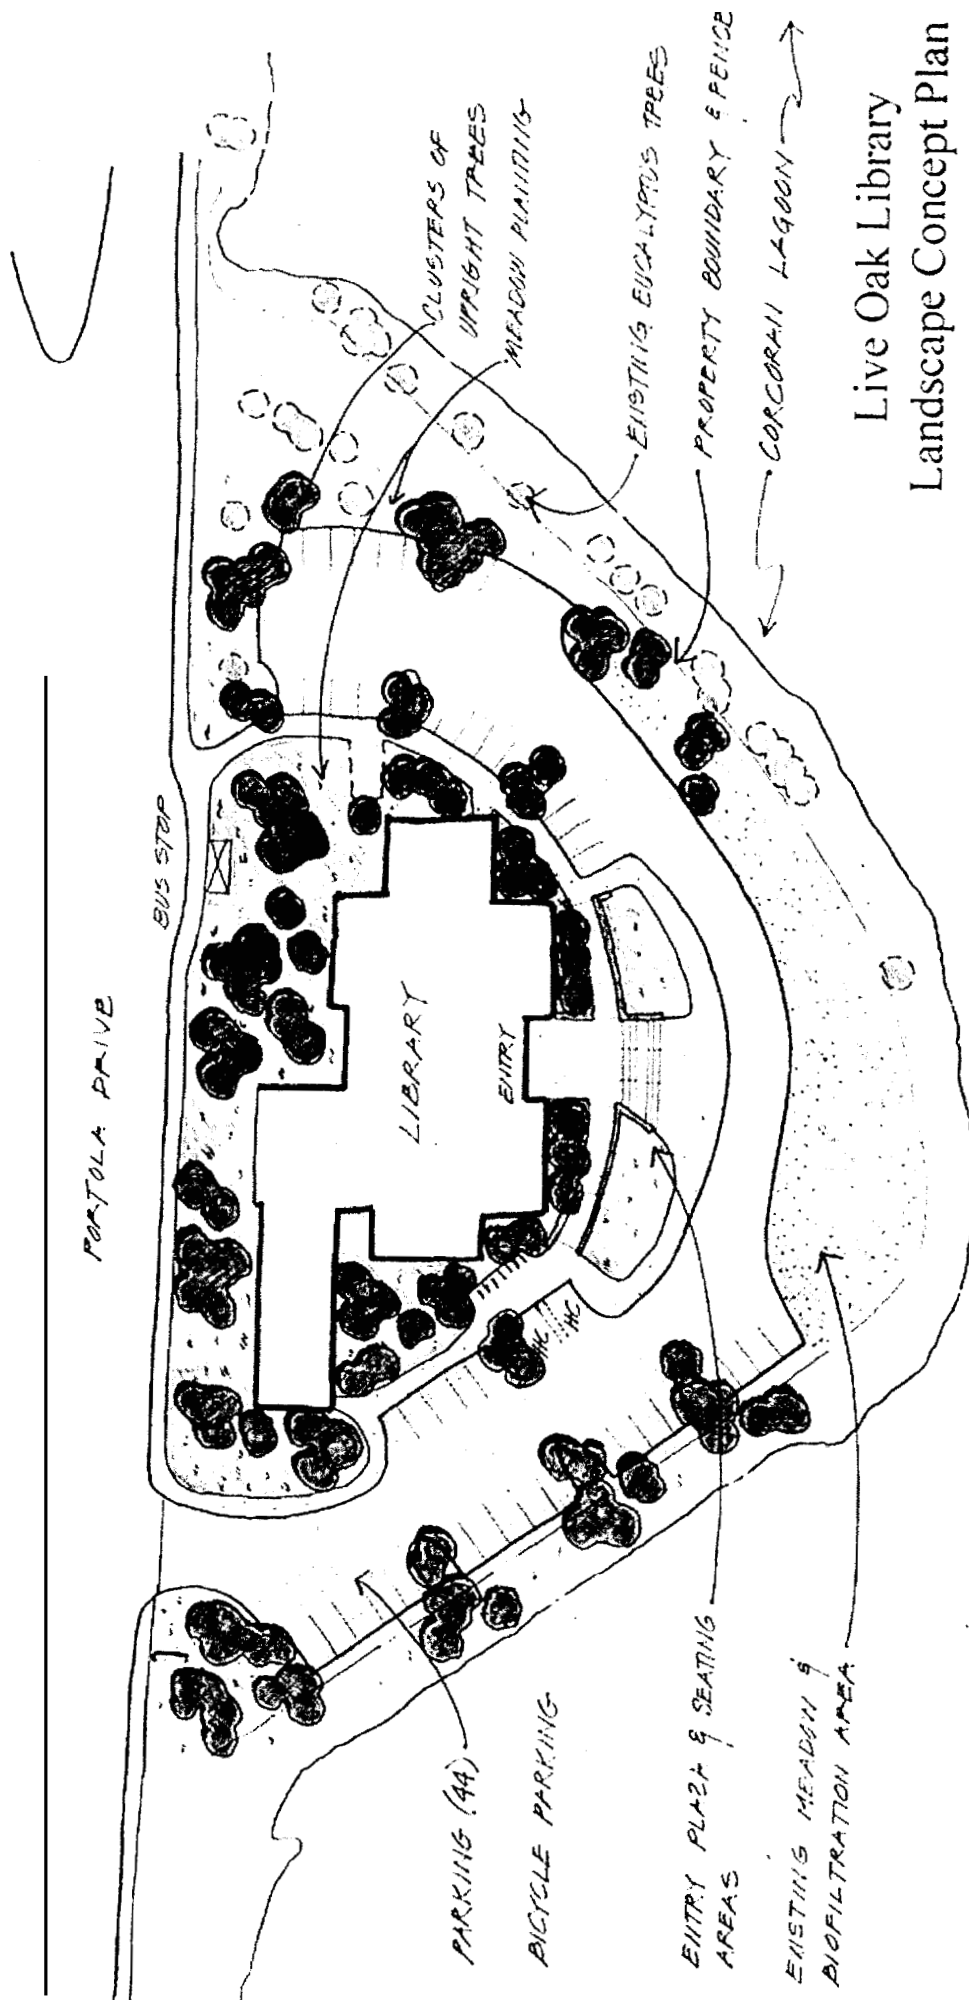 PORTOLA DRIVE
BUS STOP
CLUSTERS OF
UPRIGHT TREES
MEADOW PLANTING
LIBRARY
ENTRY
HC
HC
EXISTING EUCALYPTUS TREES
PROPERTY BOUNDARY & FENCE
CORCORAN LAGOON
PARKING (44)
BICYCLE PARKING
ENTRY PLAZA & SEATING
AREAS
EXISTING MEADOW &
BIOFILTRATION AREA
Live Oak Library
Landscape Concept Plan